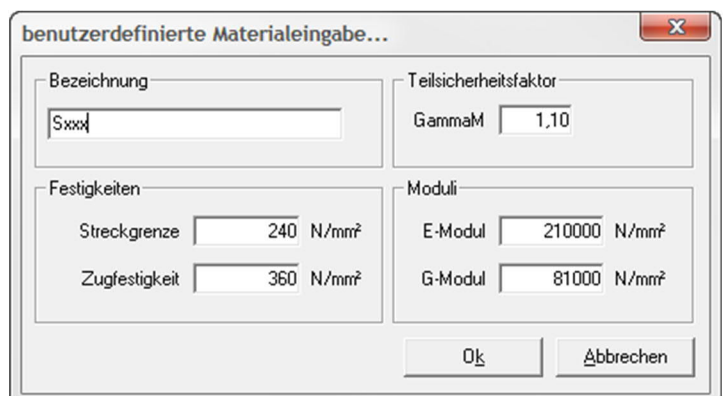 benutzerdefinierte Materialeingabe...
Bezeichnung
Sxxx
Teilsicherheitsfaktor
GammaM 1,10
Festigkeiten
Streckgrenze 240 N/mm²
Zugfestigkeit 360 N/mm²
Moduli
E-Modul 210000 N/mm²
G-Modul 81000 N/mm²
Ok Abbrechen